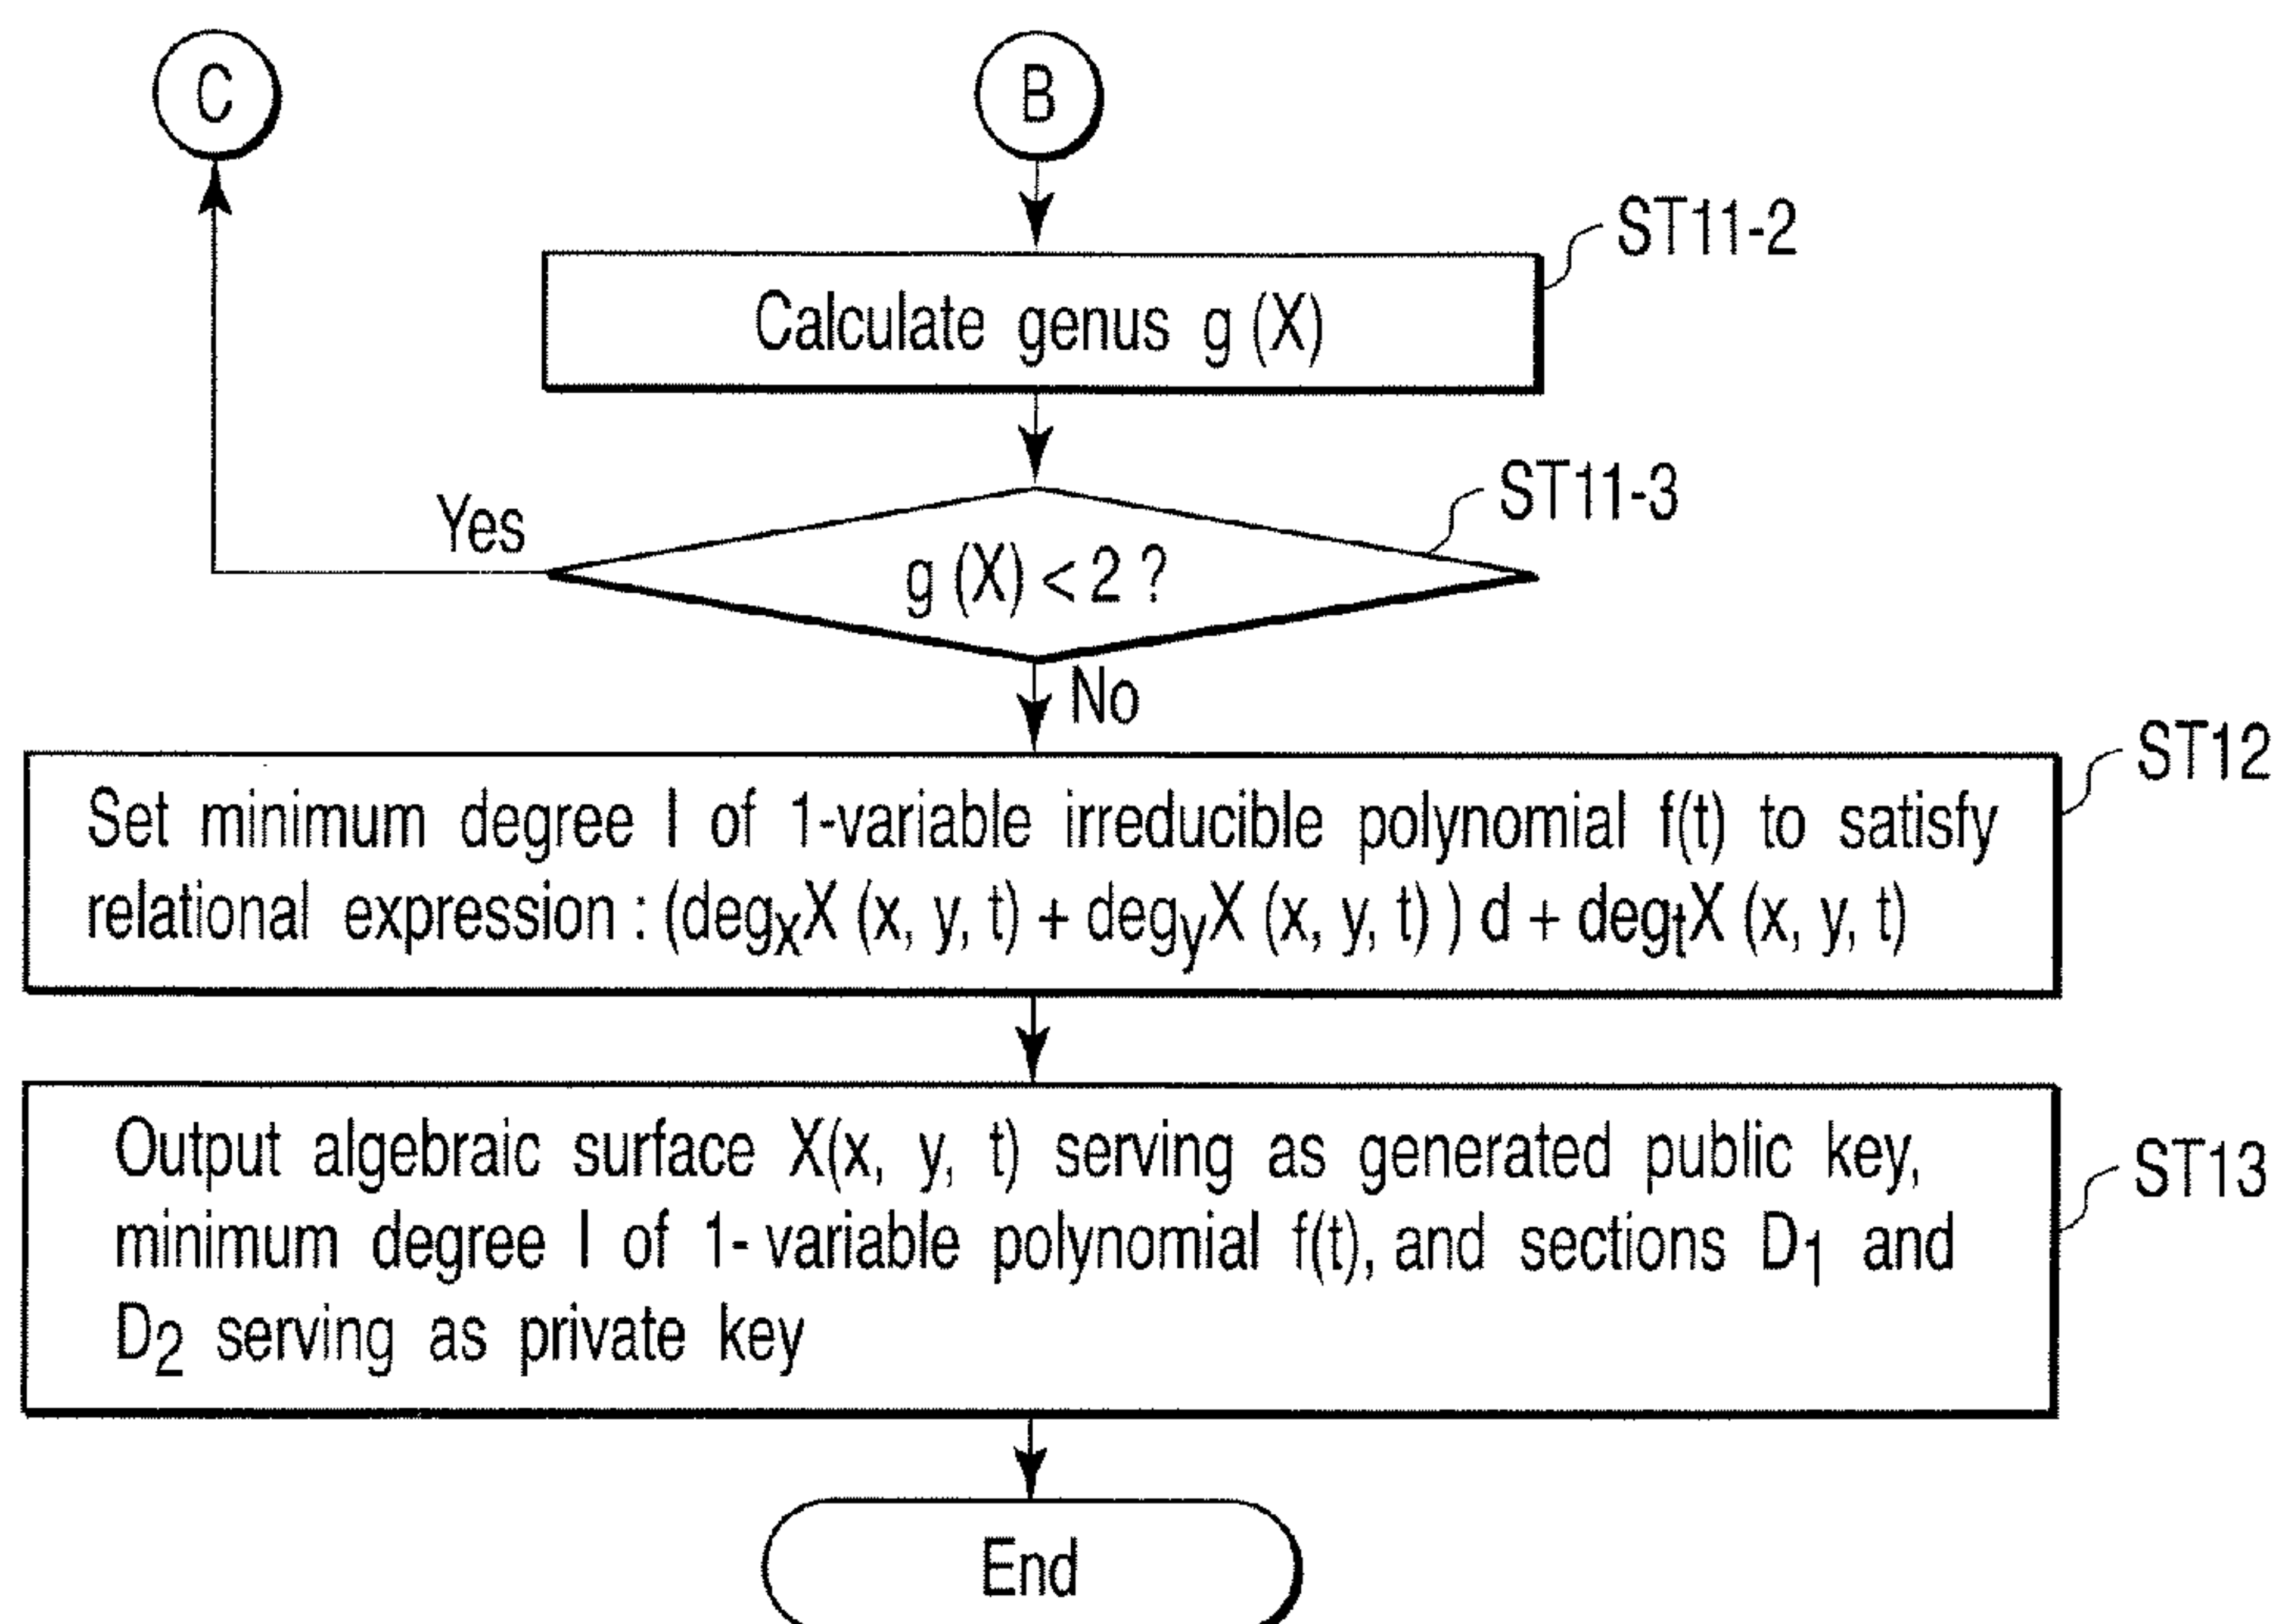 C
B
ST11-2
Calculate genus g (X)
ST11-3
Yes
g (X) < 2 ?
No
ST12
Set minimum degree l of 1-variable irreducible polynomial f(t) to satisfy
relational expression : (degxX (x, y, t) + degyX (x, y, t) ) d + degtX (x, y, t)
Output algebraic surface X(x, y, t) serving as generated public key,
ST13
minimum degree l of 1- variable polynomial f(t), and sections D1 and
D2 serving as private key
End